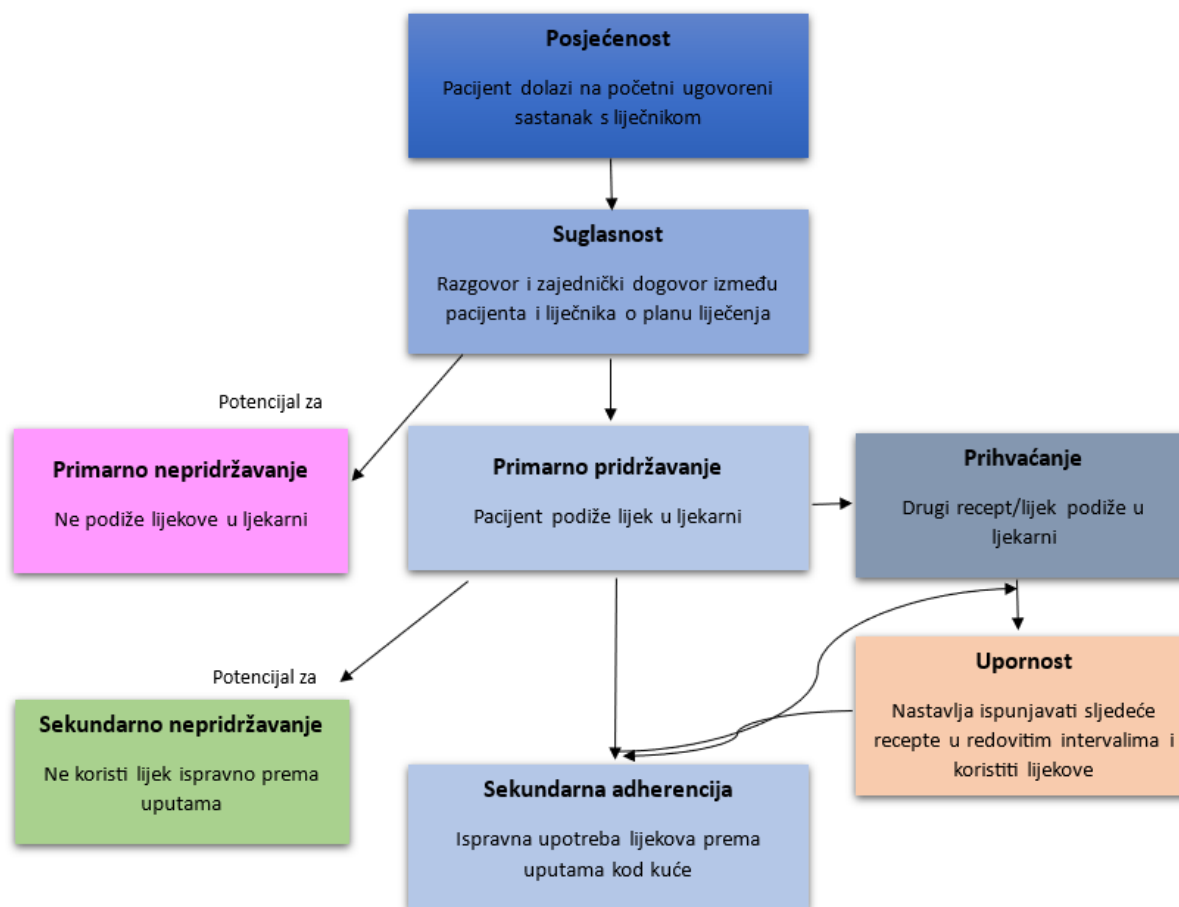 Posjećenost
Pacijent dolazi na početni ugovoreni
sastanak s liječnikom
Suglasnost
Razgovor i zajednički dogovor između
pacijenta i liječnika o planu liječenja
Potencijal za
Primarno nepridržavanje
Ne podiže lijekove u ljekarni
Primarno pridržavanje
Pacijent podiže lijek u ljekarni
Prihvaćanje
Drugi recept/lijek podiže u
ljekarni
Potencijal za
Sekundarno nepridržavanje
Ne koristi lijek ispravno prema
uputama
Upornost
Nastavlja ispunjavati sljedeće
recepte u redovitim intervalima i
koristiti lijekove
Sekundarna adherencija
Ispravna upotreba lijekova prema
uputama kod kuće